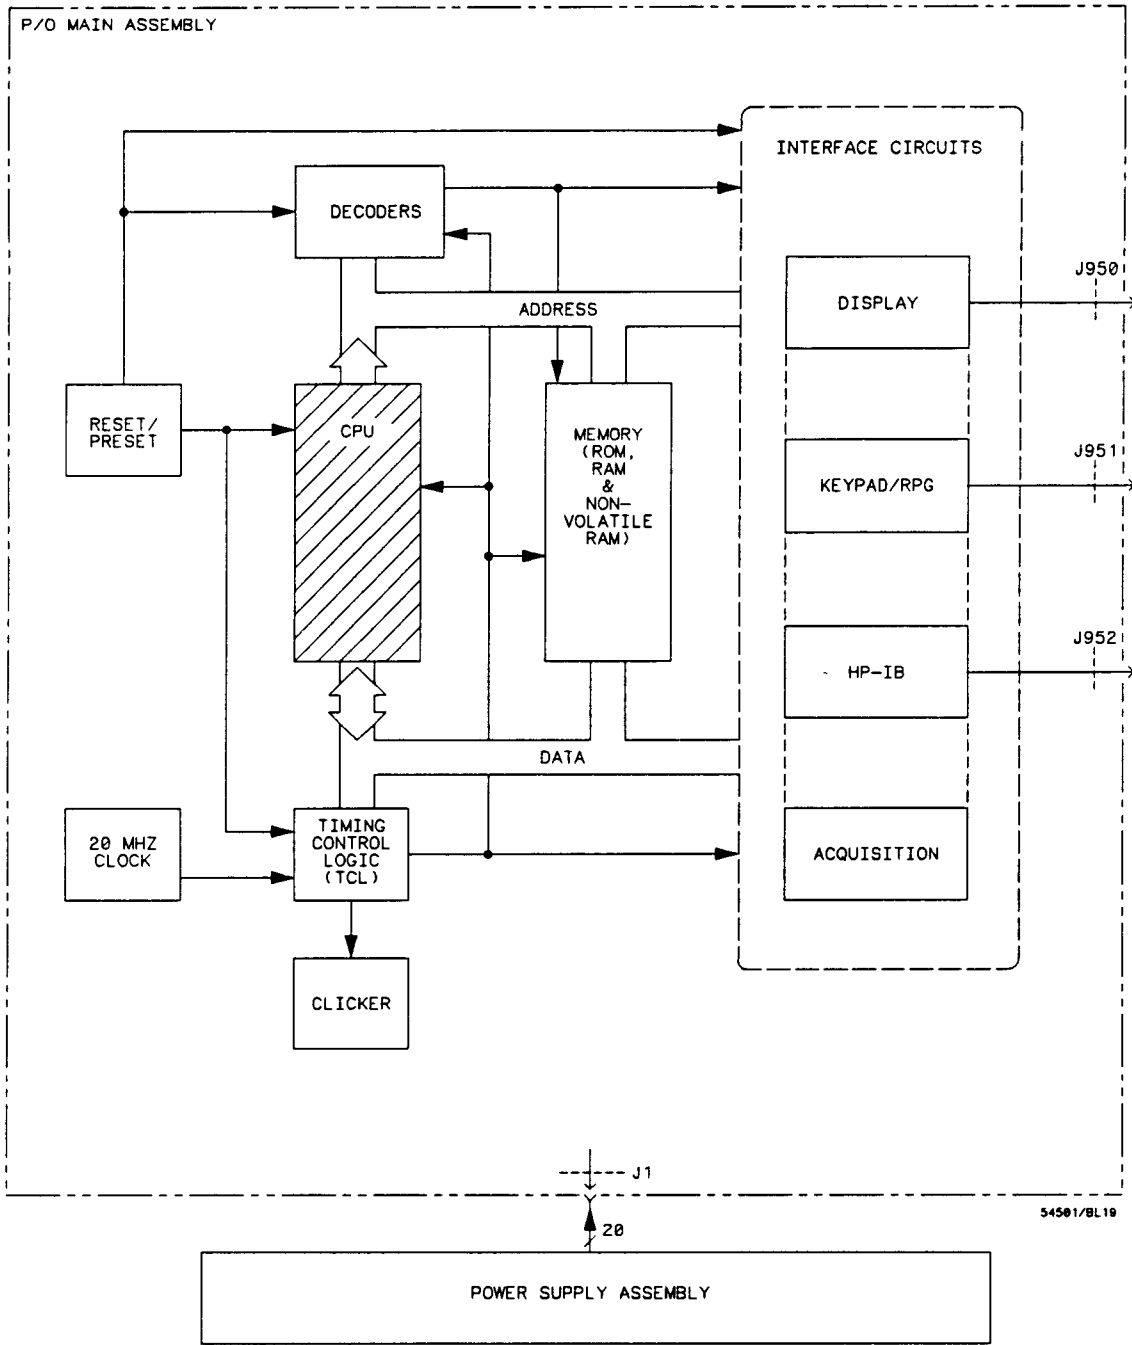 P/O MAIN ASSEMBLY
INTERFACE CIRCUITS
DECODERS
ADDRESS
DISPLAY
J950
RESET/
PRESET
CPU
MEMORY
(ROM,
RAM
&
NON-
VOLATILE
RAM)
KEYPAD/RPG
J951
HP-IB
J952
DATA
20 MHZ
CLOCK
TIMING
CONTROL
LOGIC
(TCL)
ACQUISITION
CLICKER
J1
54501/BL19
20
POWER SUPPLY ASSEMBLY